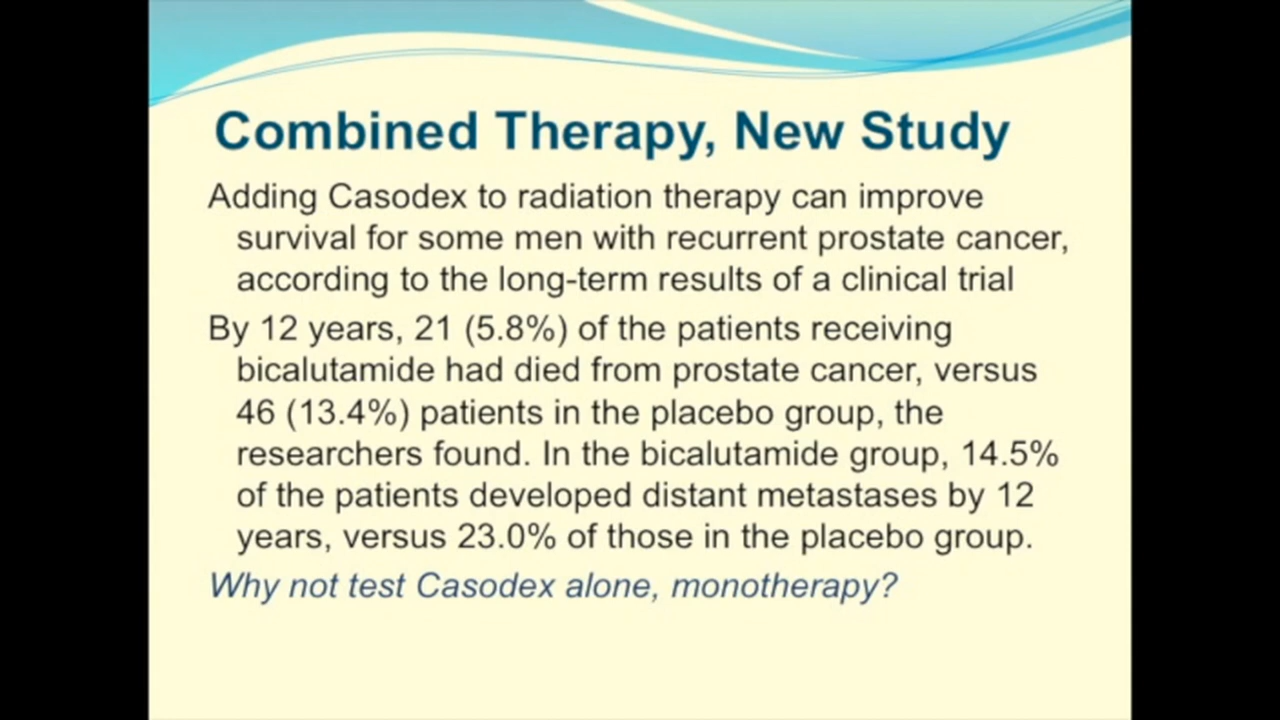 Combined Therapy, New Study
Adding Casodex to radiation therapy can improve
survival for some men with recurrent prostate cancer,
according to the long-term results of a clinical trial
By 12 years, 21 (5.8%) of the patients receiving
bicalutamide had died from prostate cancer, versus
46 (13.4%) patients in the placebo group, the
researchers found. In the bicalutamide group, 14.5%
of the patients developed distant metastases by 12
years, versus 23.0% of those in the placebo group.
Why not test Casodex alone, monotherapy?